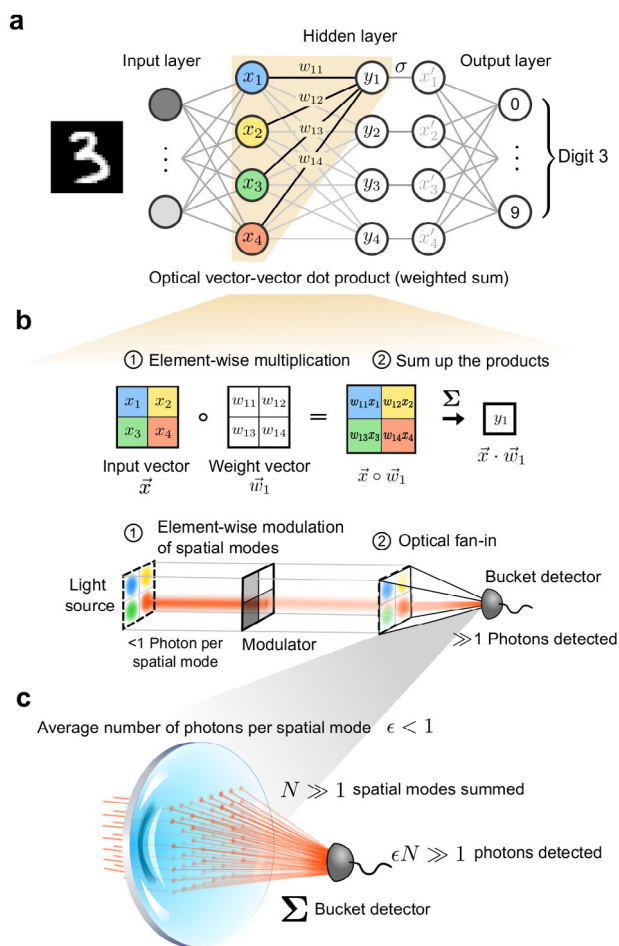 a
Hidden layer
Input layer
Output layer
x₁
w₁₁
y₁
σ
x′₁
w₁₂
0
x₂
w₁₃
y₂
x′₂
3
⋮
w₁₄
⋮
Digit 3
x₃
y₃
x′₃
9
x₄
y₄
x′₄
Optical vector-vector dot product (weighted sum)
b
① Element-wise multiplication
② Sum up the products
x₁ x₂
w₁₁ w₁₂
w₁₁x₁ w₁₂x₂
Σ
∘
=
→
y₁
x₃ x₄
w₁₃ w₁₄
w₁₃x₃ w₁₄x₄
Input vector
x⃗
Weight vector
w⃗₁
x⃗ ∘ w⃗₁
x⃗ · w⃗₁
① Element-wise modulation
of spatial modes
② Optical fan-in
Light
source
Bucket detector
<1 Photon per
spatial mode
Modulator
≫1 Photons detected
c
Average number of photons per spatial mode ϵ < 1
N ≫ 1 spatial modes summed
ϵN ≫ 1 photons detected
Σ Bucket detector